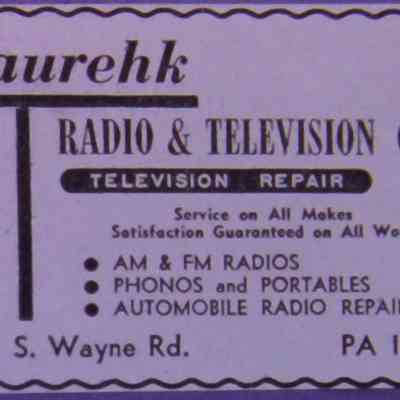 aurehk
RADIO & TELEVISION
TELEVISION REPAIR
Service on All Makes
Satisfaction Guaranteed on All Wo
● AM & FM RADIOS
● PHONOS and PORTABLES
● AUTOMOBILE RADIO REPAI
S. Wayne Rd. PA 1